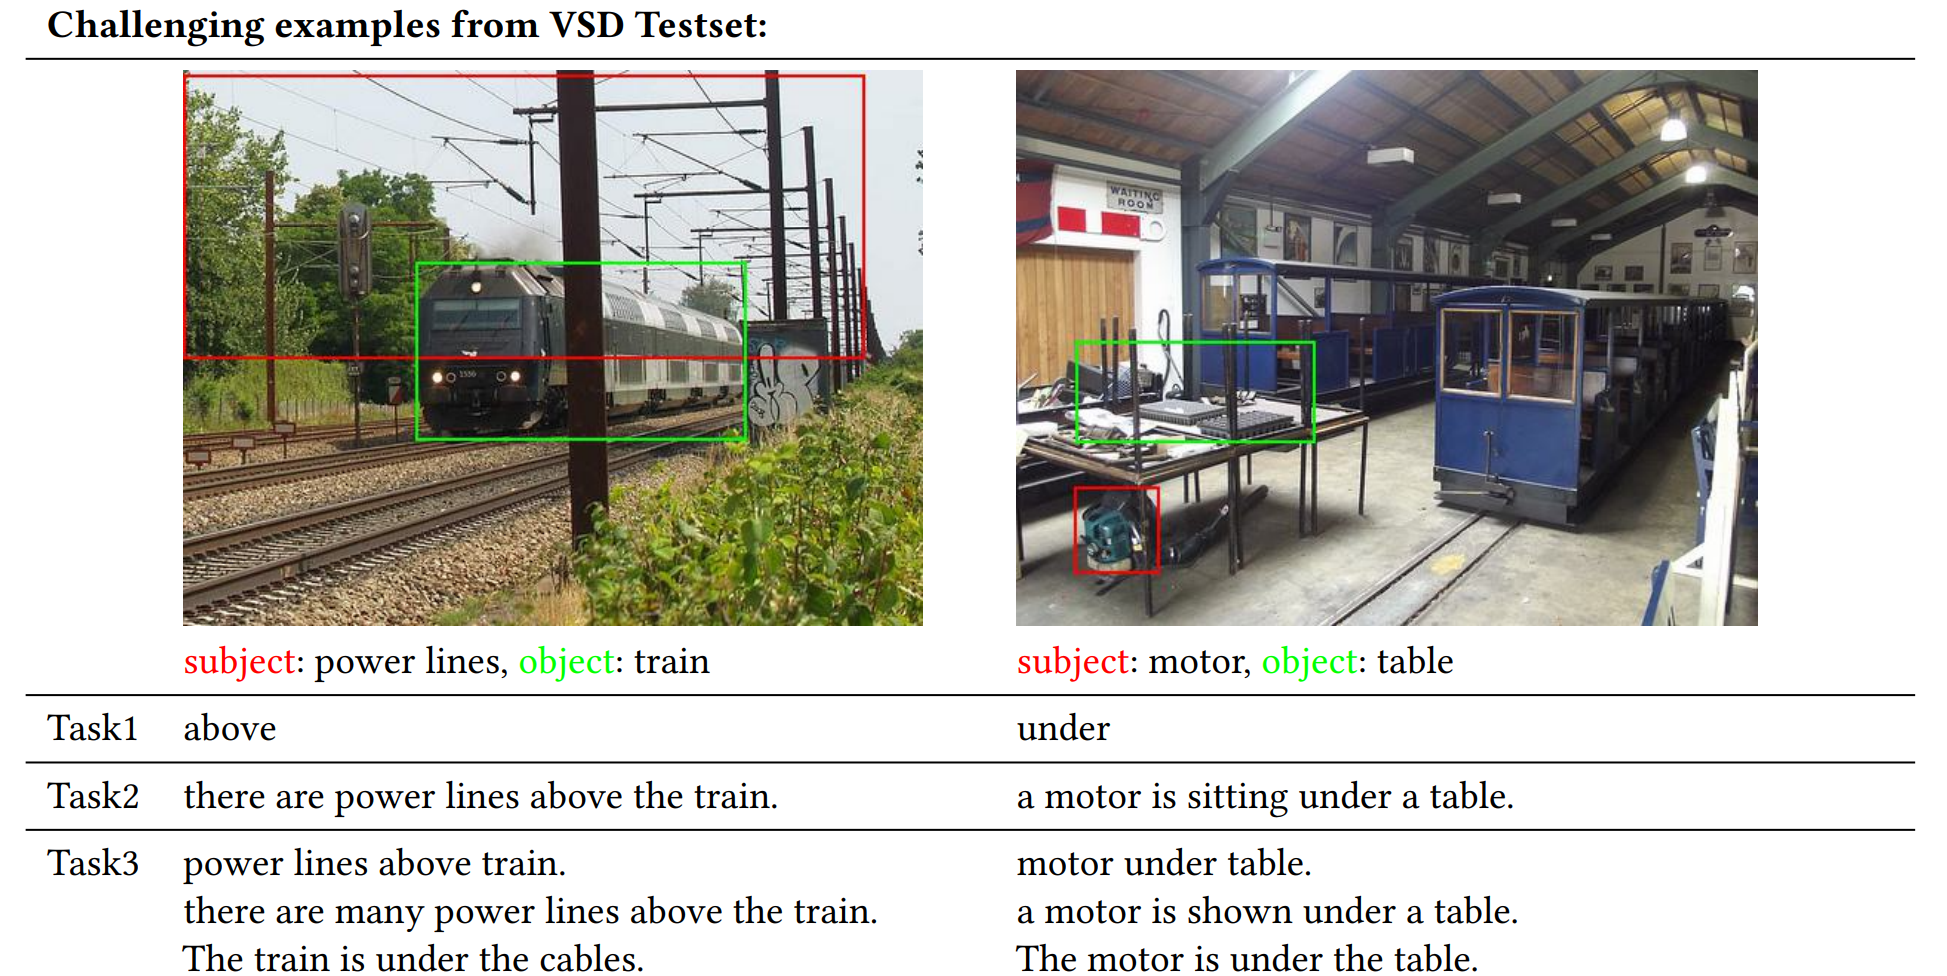 Challenging examples from VSD Testset:
WAITING
ROOM
subject: power lines, object: train
subject: motor, object: table
Task1 above under
Task2 there are power lines above the train. a motor is sitting under a table.
Task3 power lines above train. motor under table.
there are many power lines above the train. a motor is shown under a table.
The train is under the cables. The motor is under the table.